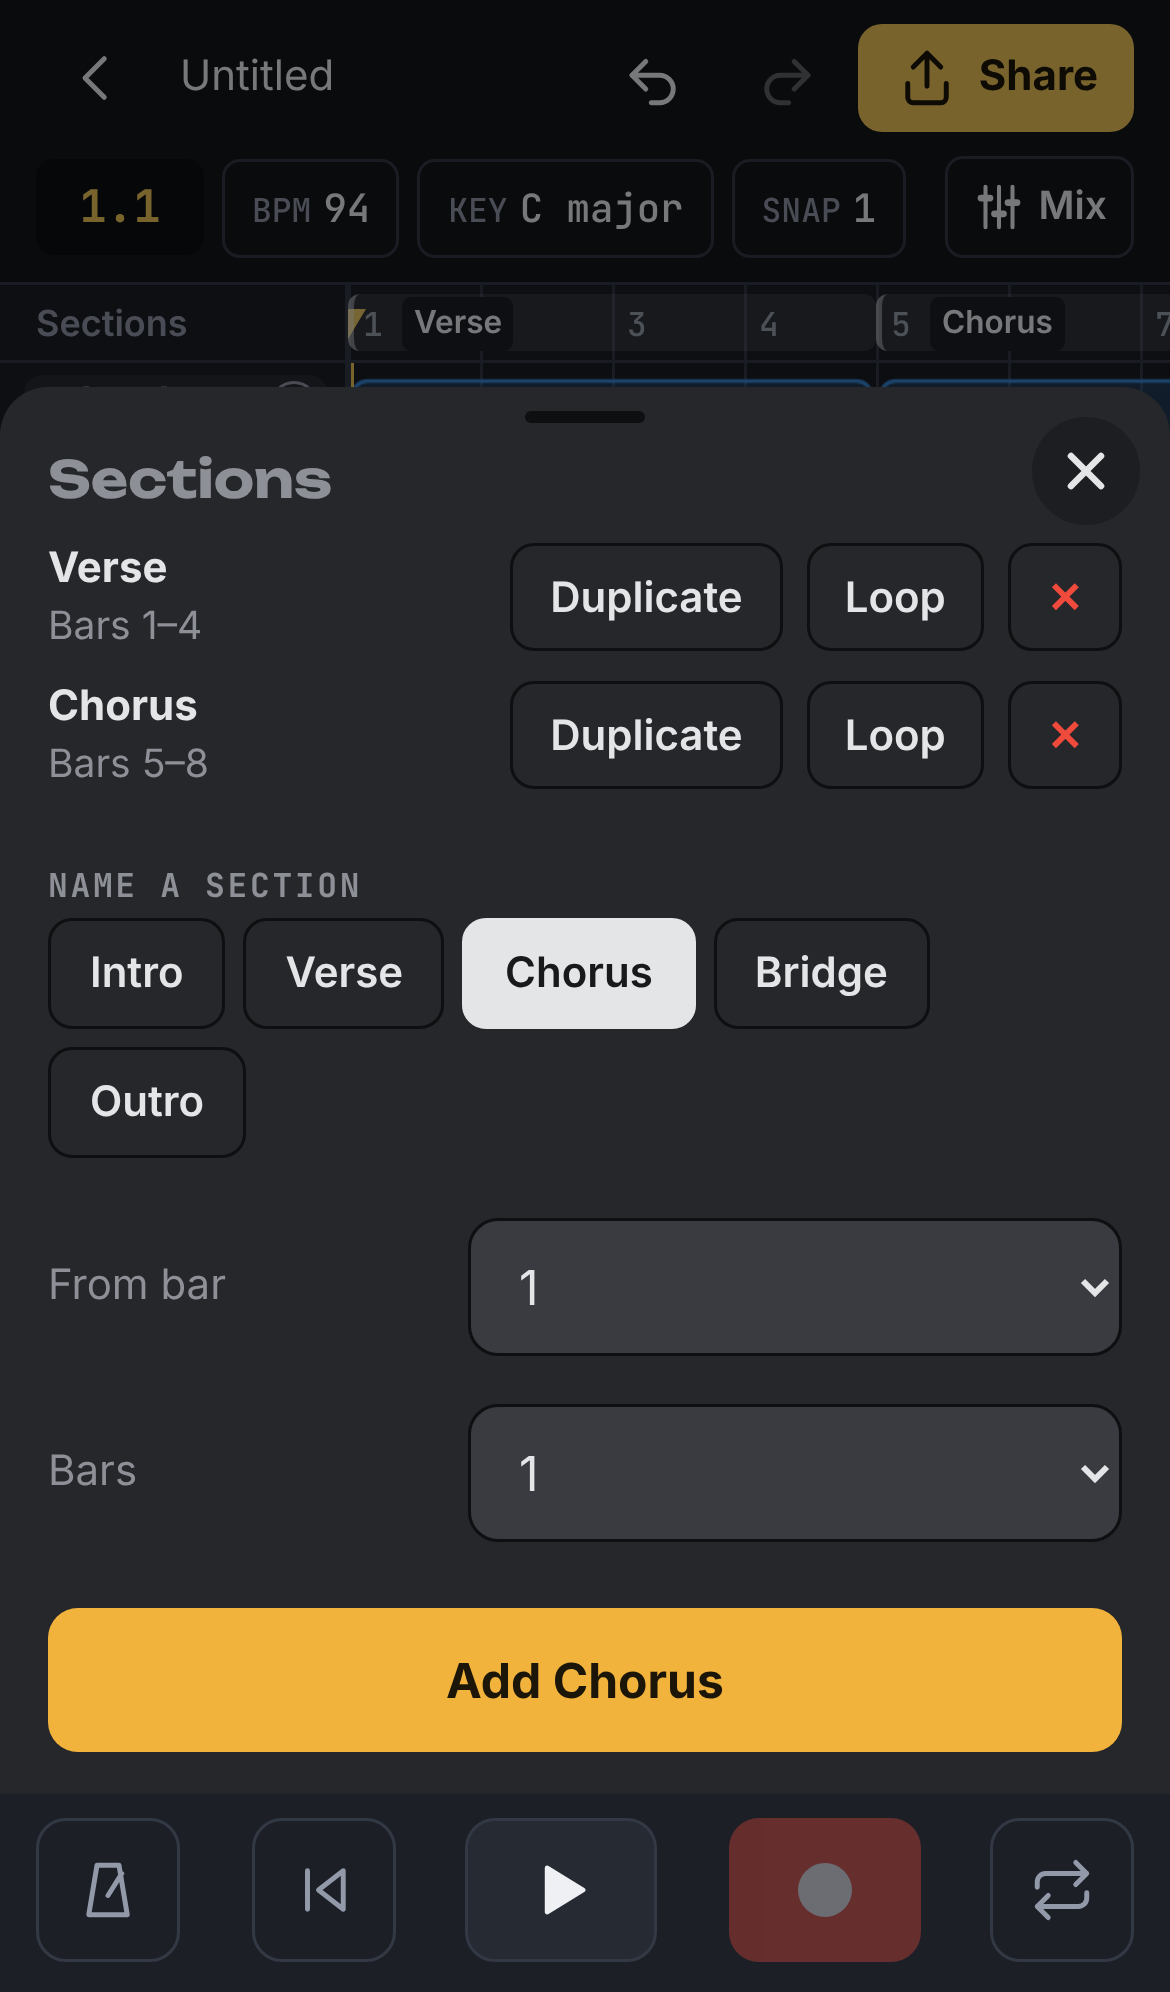 Untitled
Share
1.1
BPM 94
KEY C major
SNAP 1
Mix
Sections
1
Verse
3
4
5
Chorus
7
Sections
Verse
Duplicate
Loop
Bars 1–4
Chorus
Duplicate
Loop
Bars 5–8
NAME A SECTION
Intro
Verse
Chorus
Bridge
Outro
From bar
1
Bars
1
Add Chorus